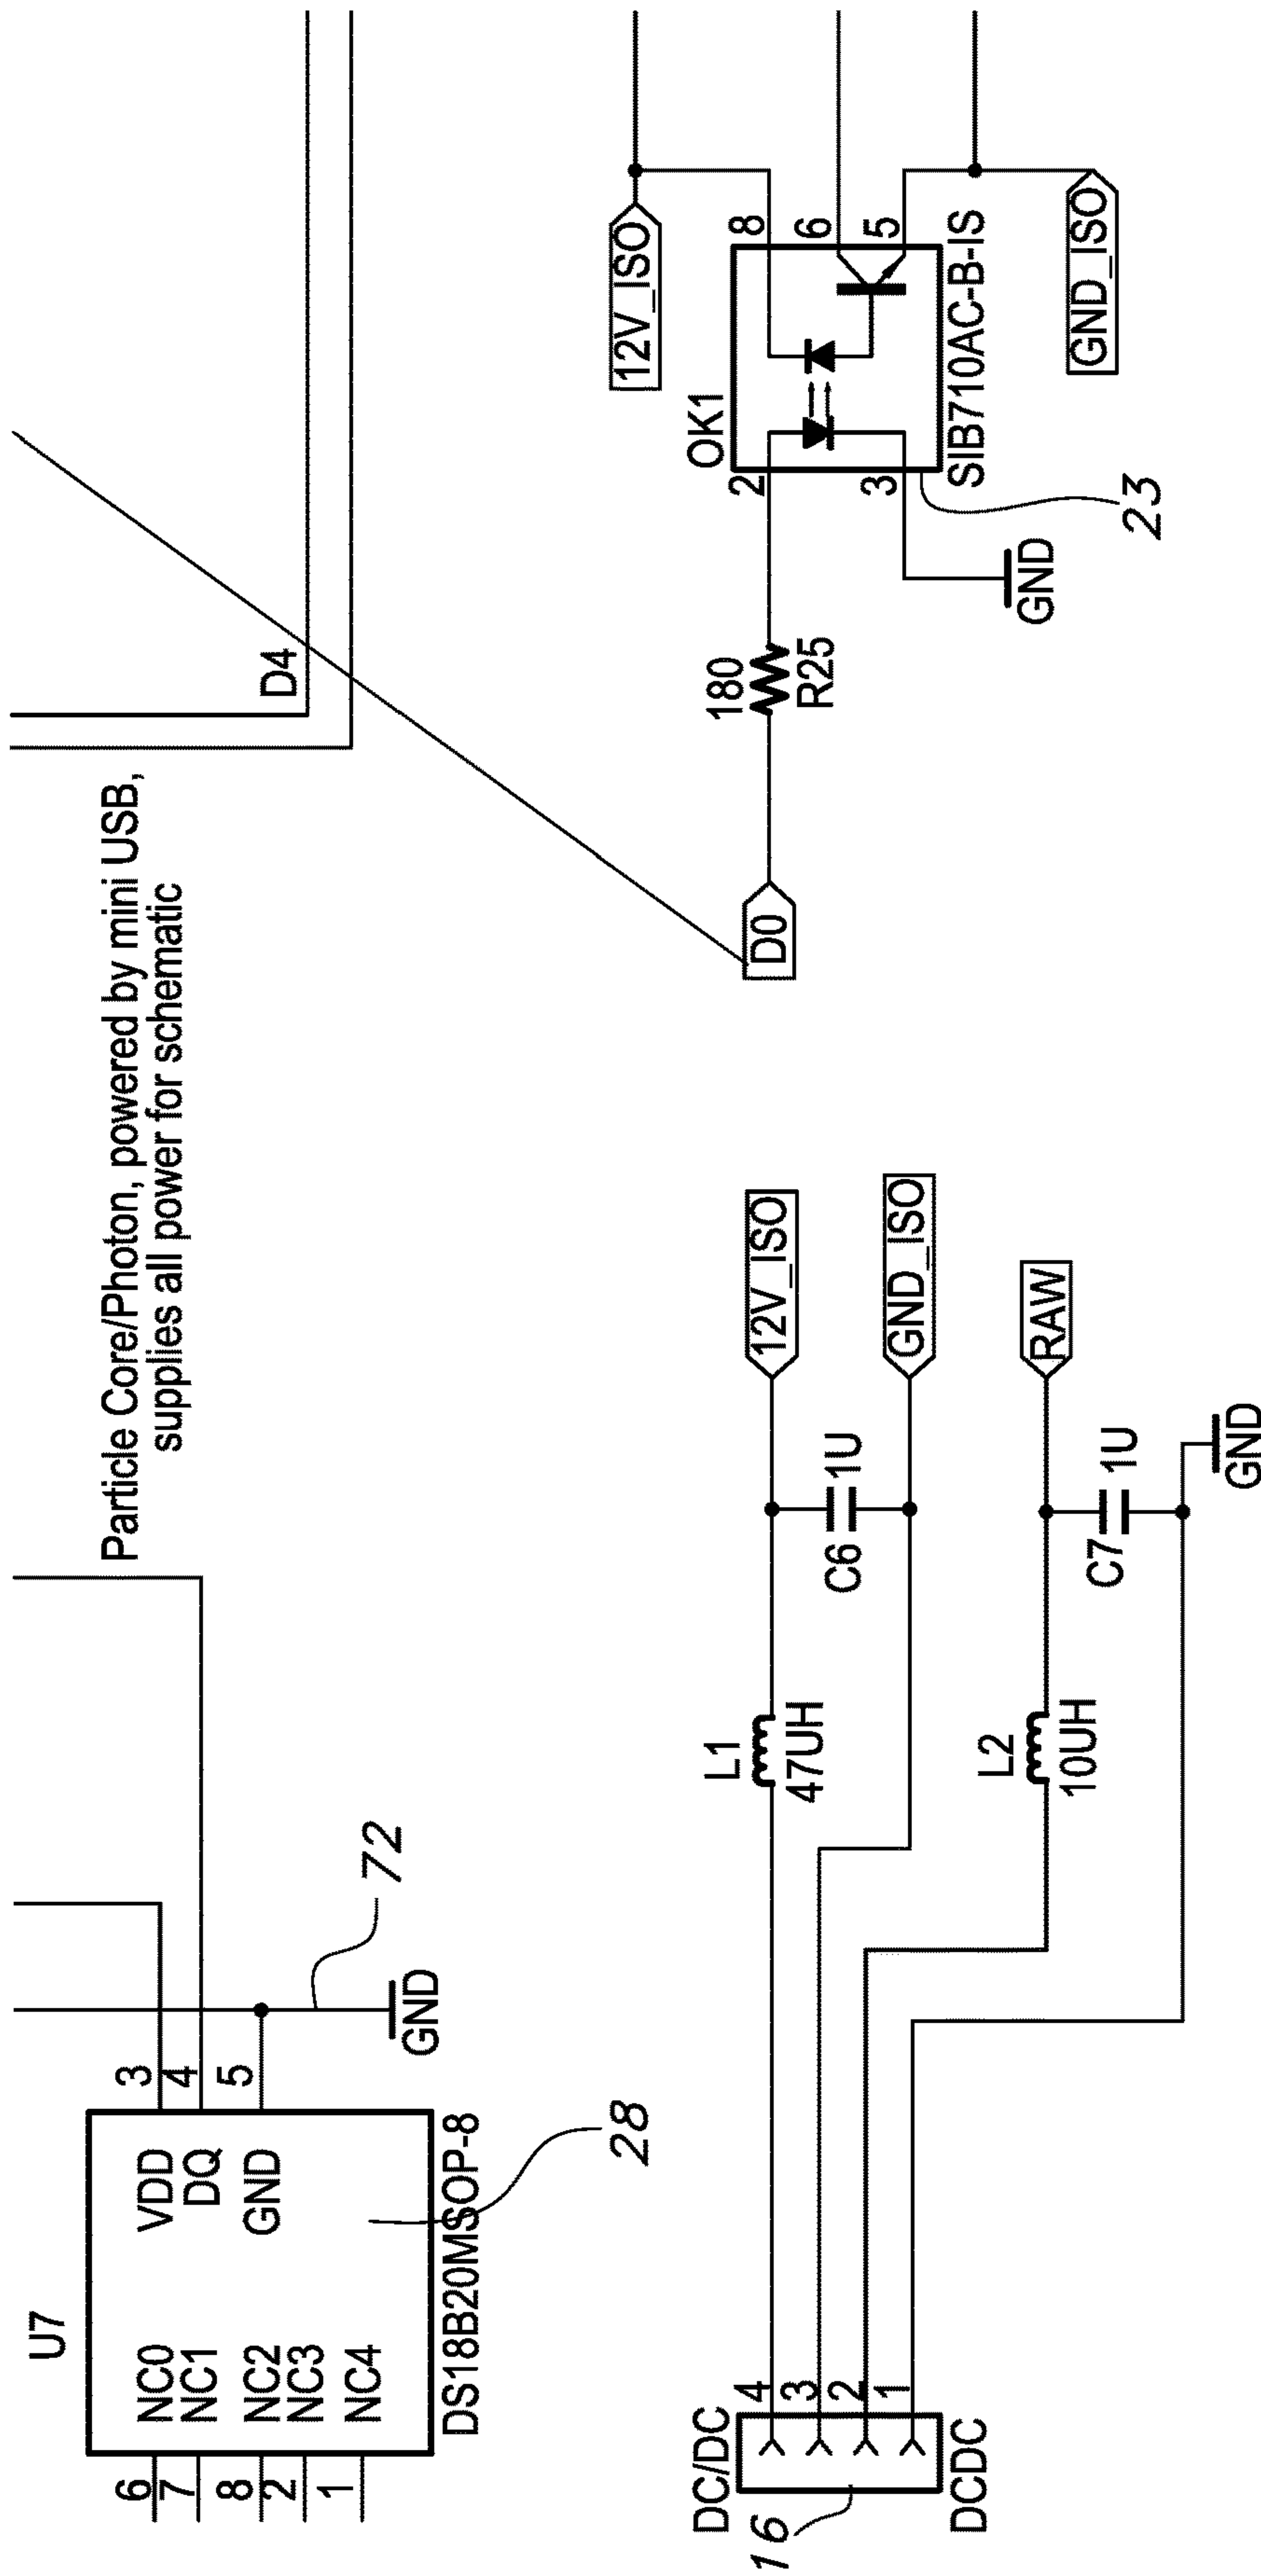 U7
6
7
8
2
1
NC0
NC1
NC2
NC3
NC4
VDD
DQ
GND
3
4
5
DS18B20MSOP-8
28
72
GND
Particle Core/Photon, powered by mini USB,
supplies all power for schematic
D4
DC/DC
4
3
2
1
DCDC
16
L1
47UH
C6
1U
12V_ISO
GND_ISO
L2
10UH
C7
1U
RAW
GND
D0
180
R25
OK1
2
3
8
6
5
SIB710AC-B-IS
23
GND
12V_ISO
GND_ISO